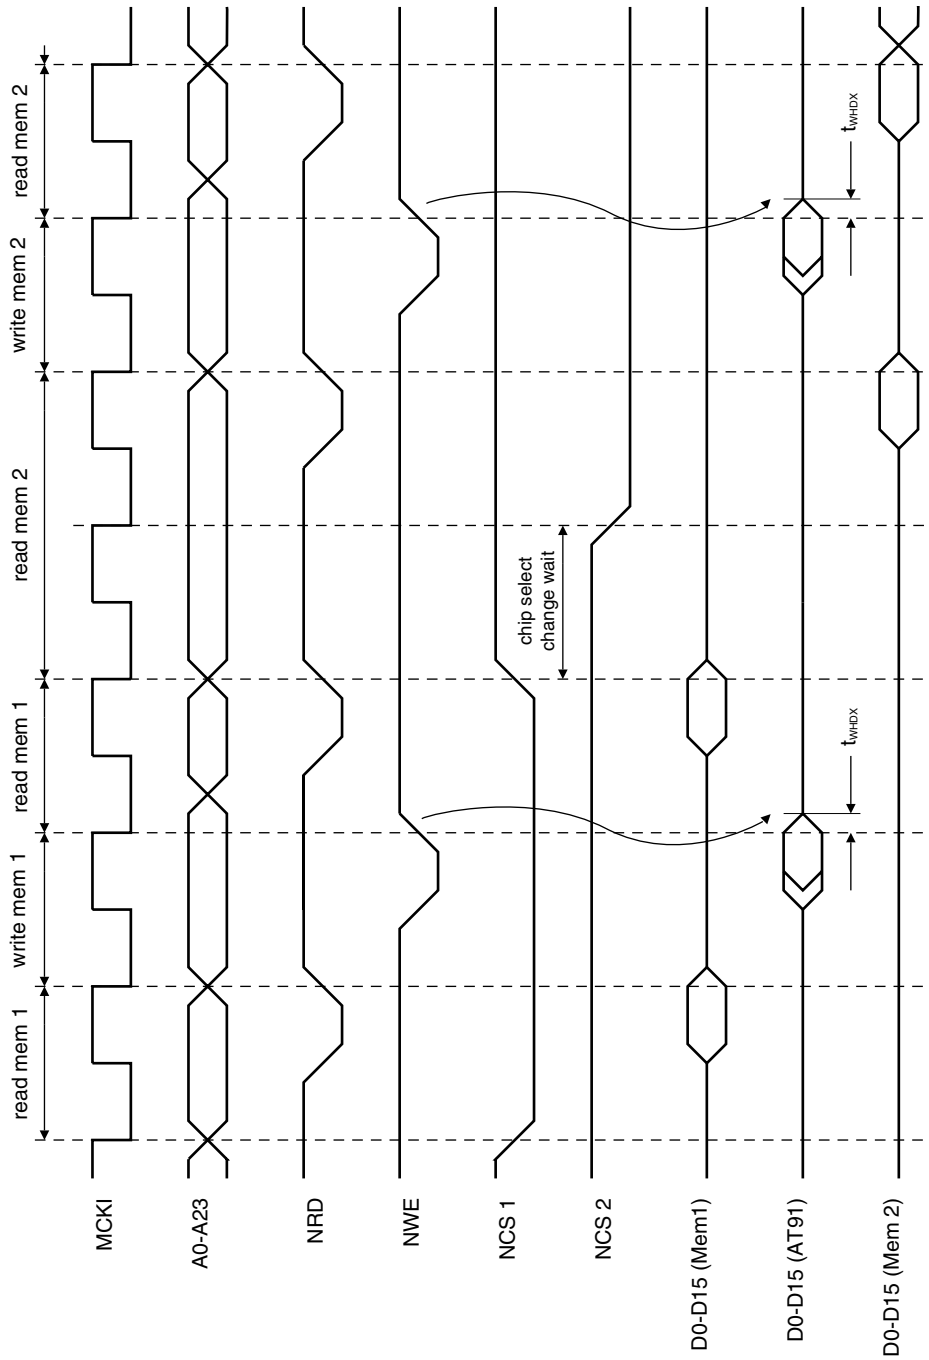 read mem 1
write mem 1
read mem 1
read mem 2
write mem 2
read mem 2
MCKI
A0-A23
NRD
NWE
NCS 1
chip select
change wait
NCS 2
D0-D15 (Mem1)
D0-D15 (AT91)
tWHDX
tWHDX
D0-D15 (Mem 2)